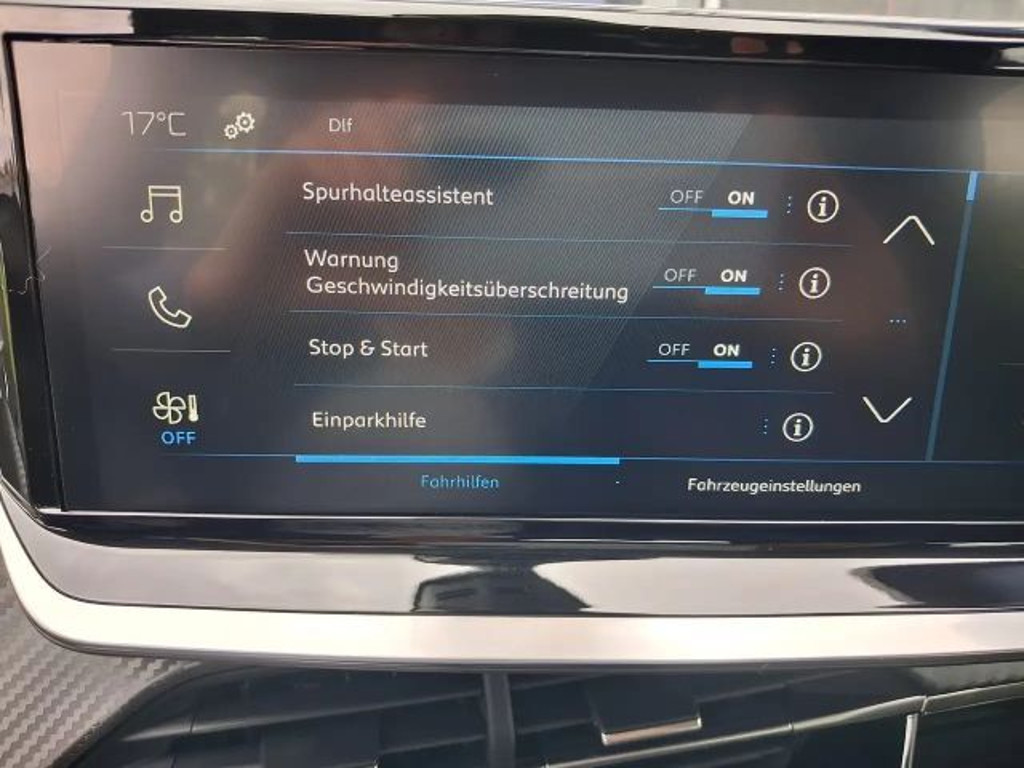 17°C
Dlf
Spurhalteassistent
OFF ON
Warnung
Geschwindigkeitsüberschreitung
OFF ON
Stop & Start
OFF ON
Einparkhilfe
OFF
Fahrhilfen
Fahrzeugeinstellungen